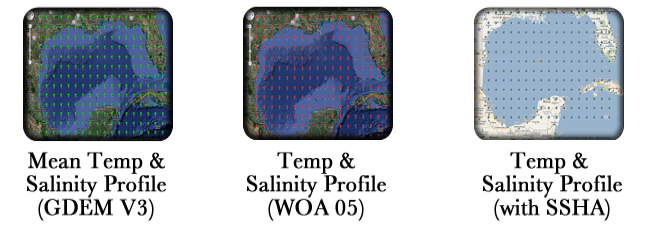 Mean Temp &
Salinity Profile
(GDEM V3)
Temp &
Salinity Profile
(WOA 05)
Temp &
Salinity Profile
(with SSHA)